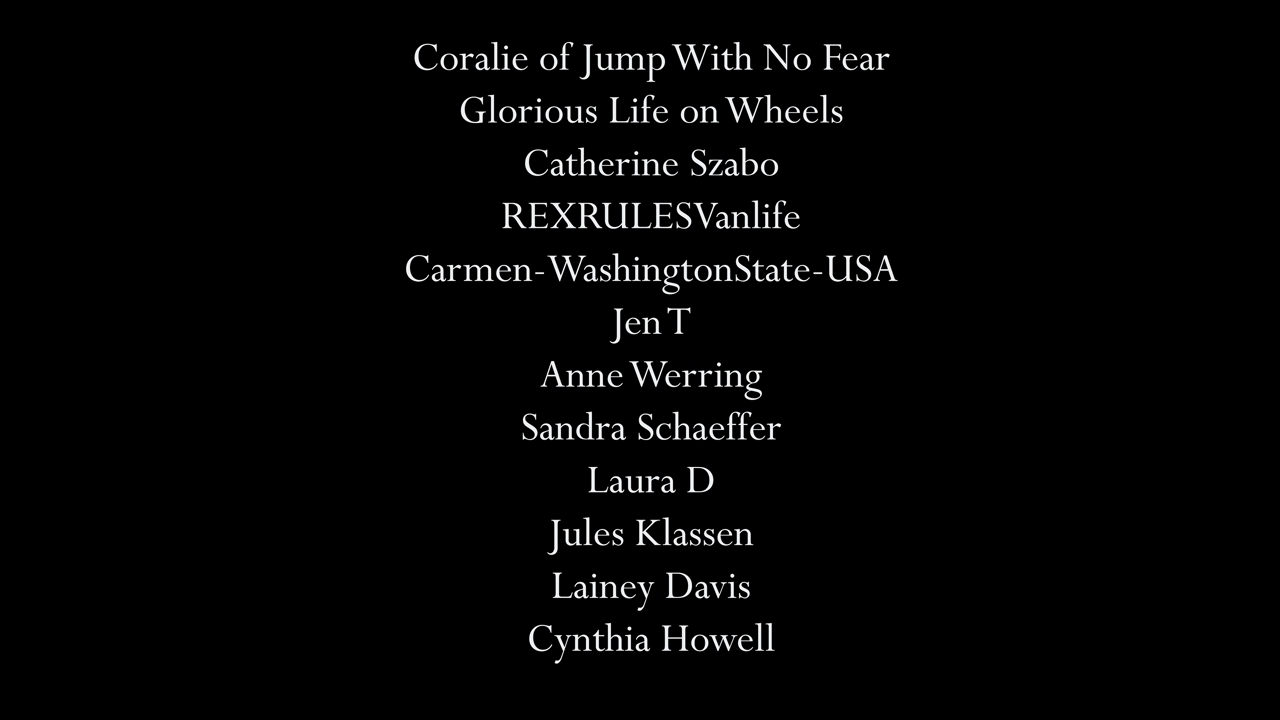 Coralie of Jump With No Fear
Glorious Life on Wheels
Catherine Szabo
REXRULESVanlife
Carmen-WashingtonState-USA
Jen T
Anne Werring
Sandra Schaeffer
Laura D
Jules Klassen
Lainey Davis
Cynthia Howell